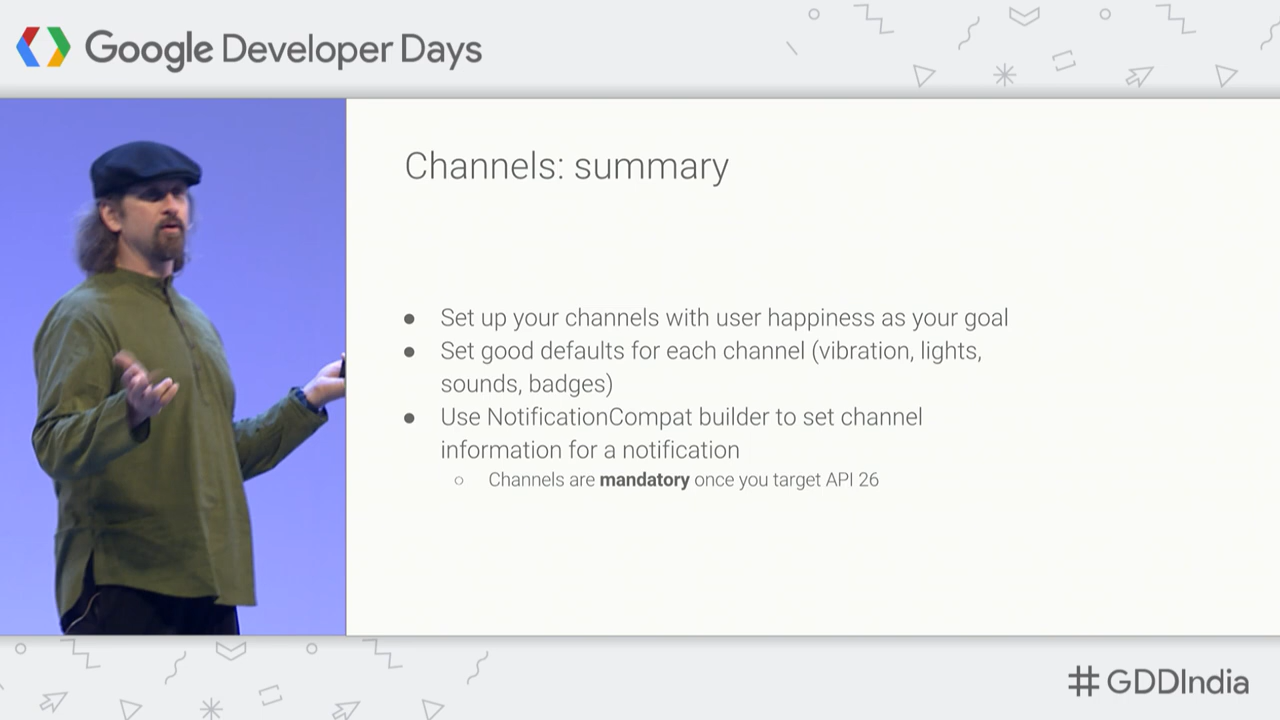 Google Developer Days
Channels: summary
● Set up your channels with user happiness as your goal
● Set good defaults for each channel (vibration, lights,
sounds, badges)
● Use NotificationCompat builder to set channel
information for a notification
○ Channels are mandatory once you target API 26
#GDDIndia